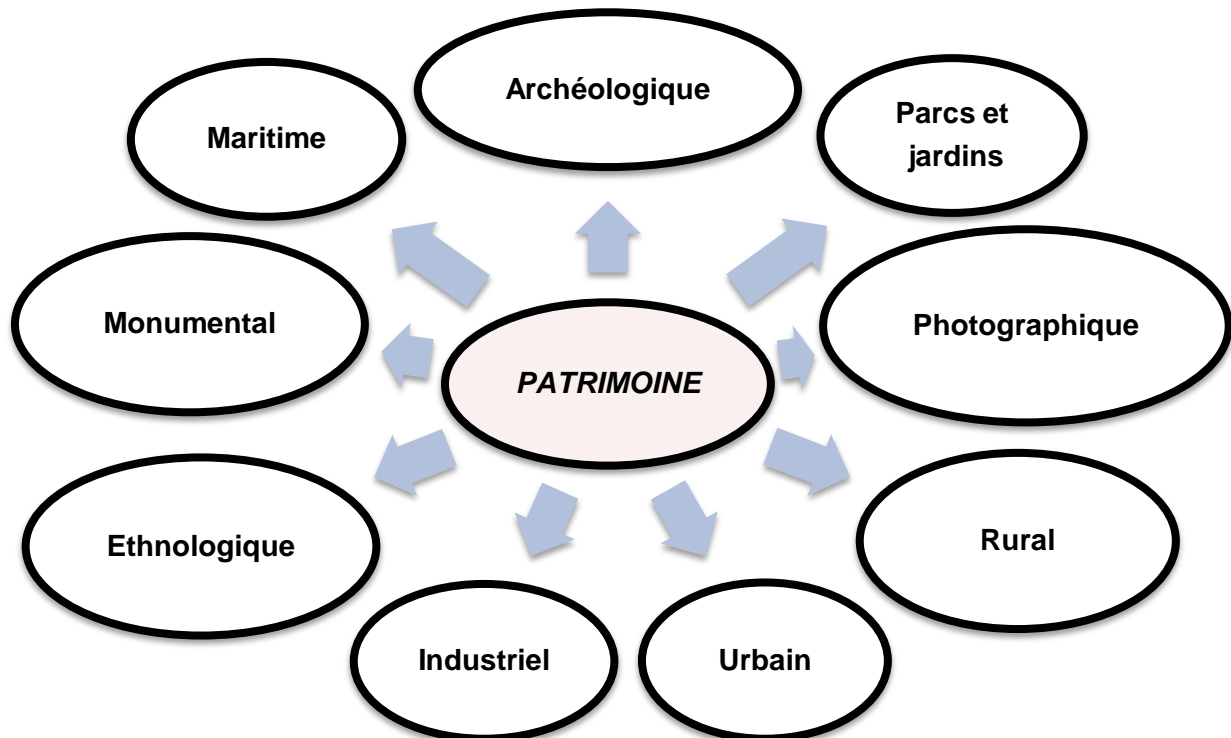 Archéologique
Parcs et
jardins
Maritime
Monumental
Photographique
PATRIMOINE
Ethnologique
Rural
Industriel
Urbain